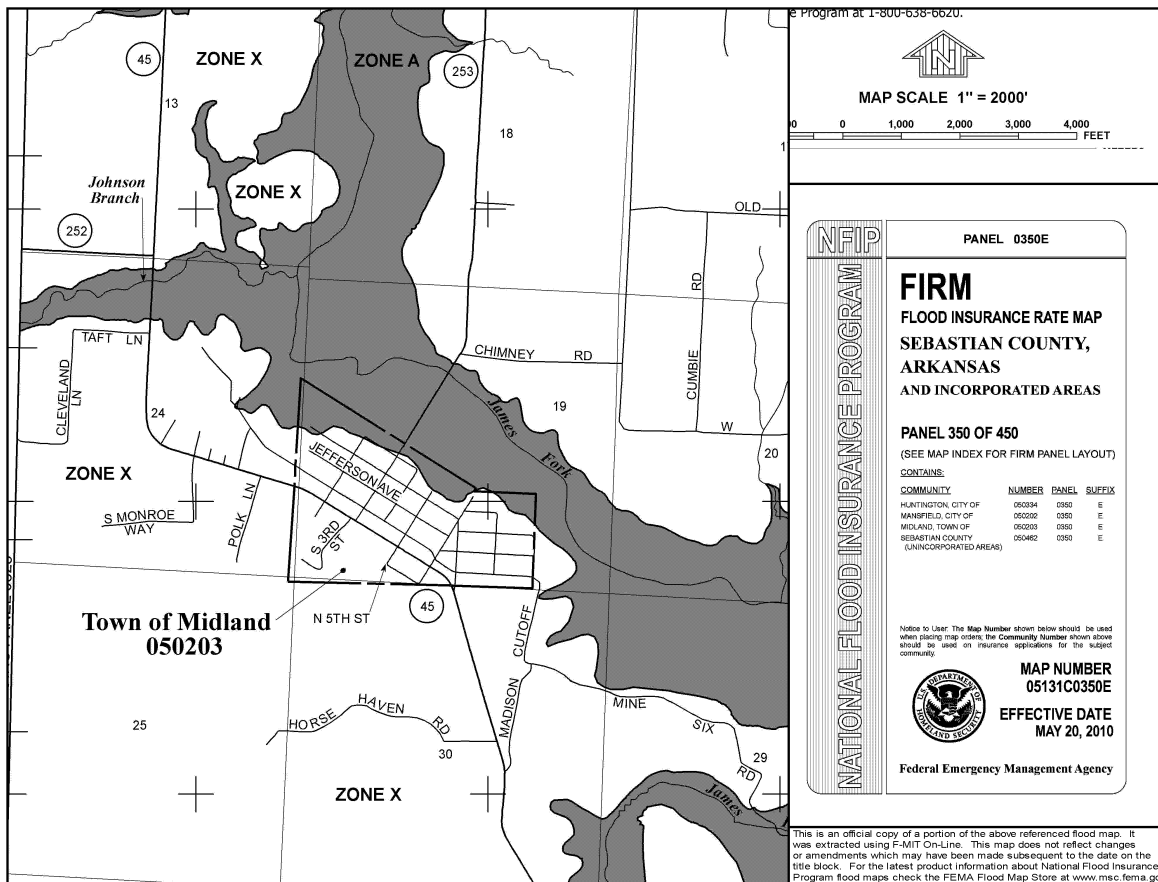 45
ZONE X
ZONE A
253
13
18
Johnson
Branch
ZONE X
252
OLD
RD
CUMBIE
TAFT LN
CLEVELAND
LN
CHIMNEY RD
James
Fork
19
24
W
20
JEFFERSON AVE
ZONE X
S MONROE
WAY
POLK LN
S 3RD
ST
Town of Midland
050203
N 5TH ST
45
MADISON CUTOFF
MINE SIX RD
HORSE HAVEN RD
25
30
29
ZONE X
James
e Program at 1-800-638-6620.
N
MAP SCALE 1" = 2000'
0 1,000 2,000 3,000 4,000
FEET
NFIP
NATIONAL FLOOD INSURANCE PROGRAM
PANEL 0350E
FIRM
FLOOD INSURANCE RATE MAP
SEBASTIAN COUNTY,
ARKANSAS
AND INCORPORATED AREAS
PANEL 350 OF 450
(SEE MAP INDEX FOR FIRM PANEL LAYOUT)
CONTAINS:
COMMUNITY NUMBER PANEL SUFFIX
HUNTINGTON, CITY OF 050334 0350 E
MANSFIELD, CITY OF 050202 0350 E
MIDLAND, TOWN OF 050203 0350 E
SEBASTIAN COUNTY 050462 0350 E
(UNINCORPORATED AREAS)
Notice to User: The Map Number shown below should be used
when placing map orders; the Community Number shown above
should be used on insurance applications for the subject
community.
U.S. DEPARTMENT OF HOMELAND SECURITY
MAP NUMBER
05131C0350E
EFFECTIVE DATE
MAY 20, 2010
Federal Emergency Management Agency
This is an official copy of a portion of the above referenced flood map. It
was extracted using F-MIT On-Line. This map does not reflect changes
or amendments which may have been made subsequent to the date on the
title block. For the latest product information about National Flood Insurance
Program flood maps check the FEMA Flood Map Store at www.msc.fema.go